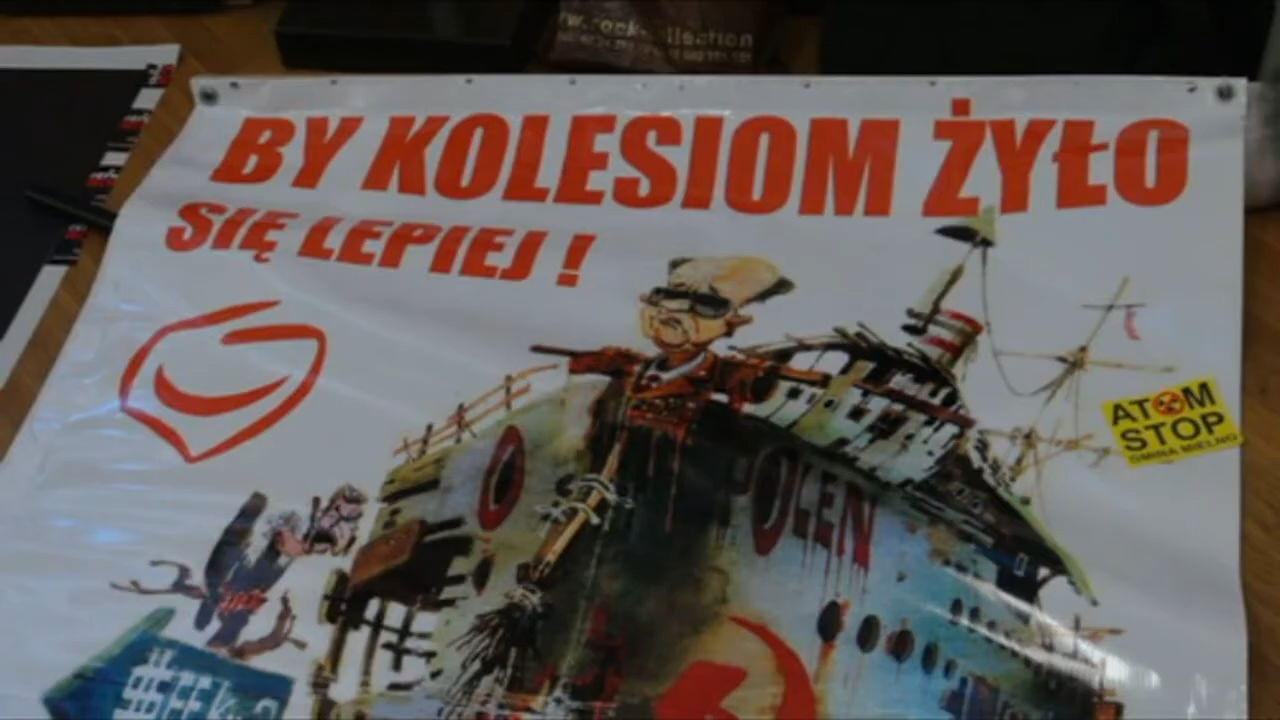 BY KOLESIOM ŻYŁO
SIĘ LEPIEJ !
ATOM
STOP
GMINA MIELNO
POLEN